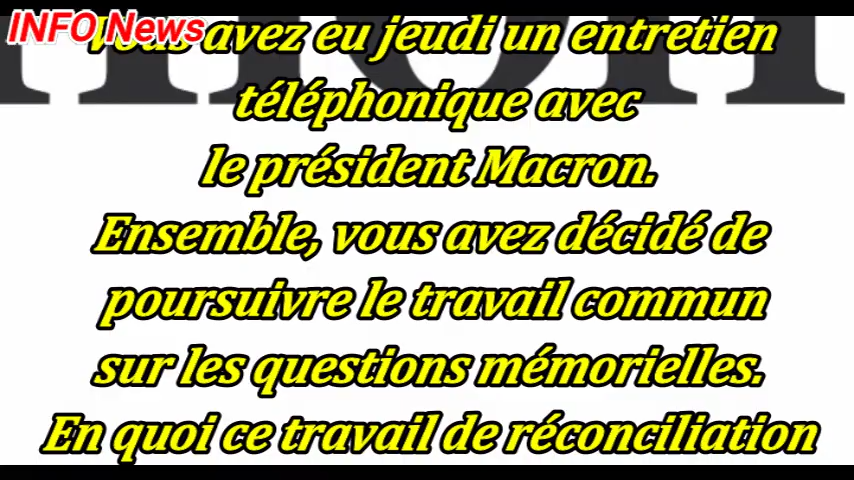 INFO News
Vous avez eu jeudi un entretien
téléphonique avec
le président Macron.
Ensemble, vous avez décidé de
poursuivre le travail commun
sur les questions mémorielles.
En quoi ce travail de réconciliation